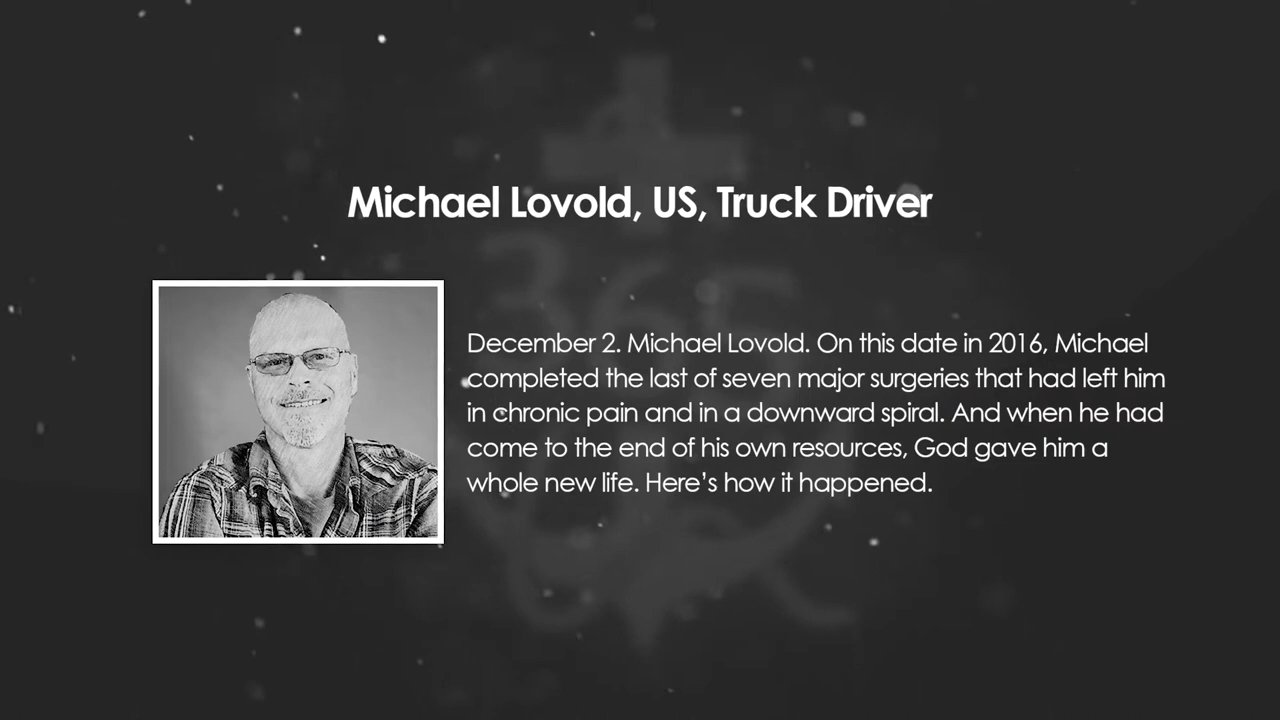 Michael Lovold, US, Truck Driver
December 2. Michael Lovold. On this date in 2016, Michael
completed the last of seven major surgeries that had left him
in chronic pain and in a downward spiral. And when he had
come to the end of his own resources, God gave him a
whole new life. Here’s how it happened.
365